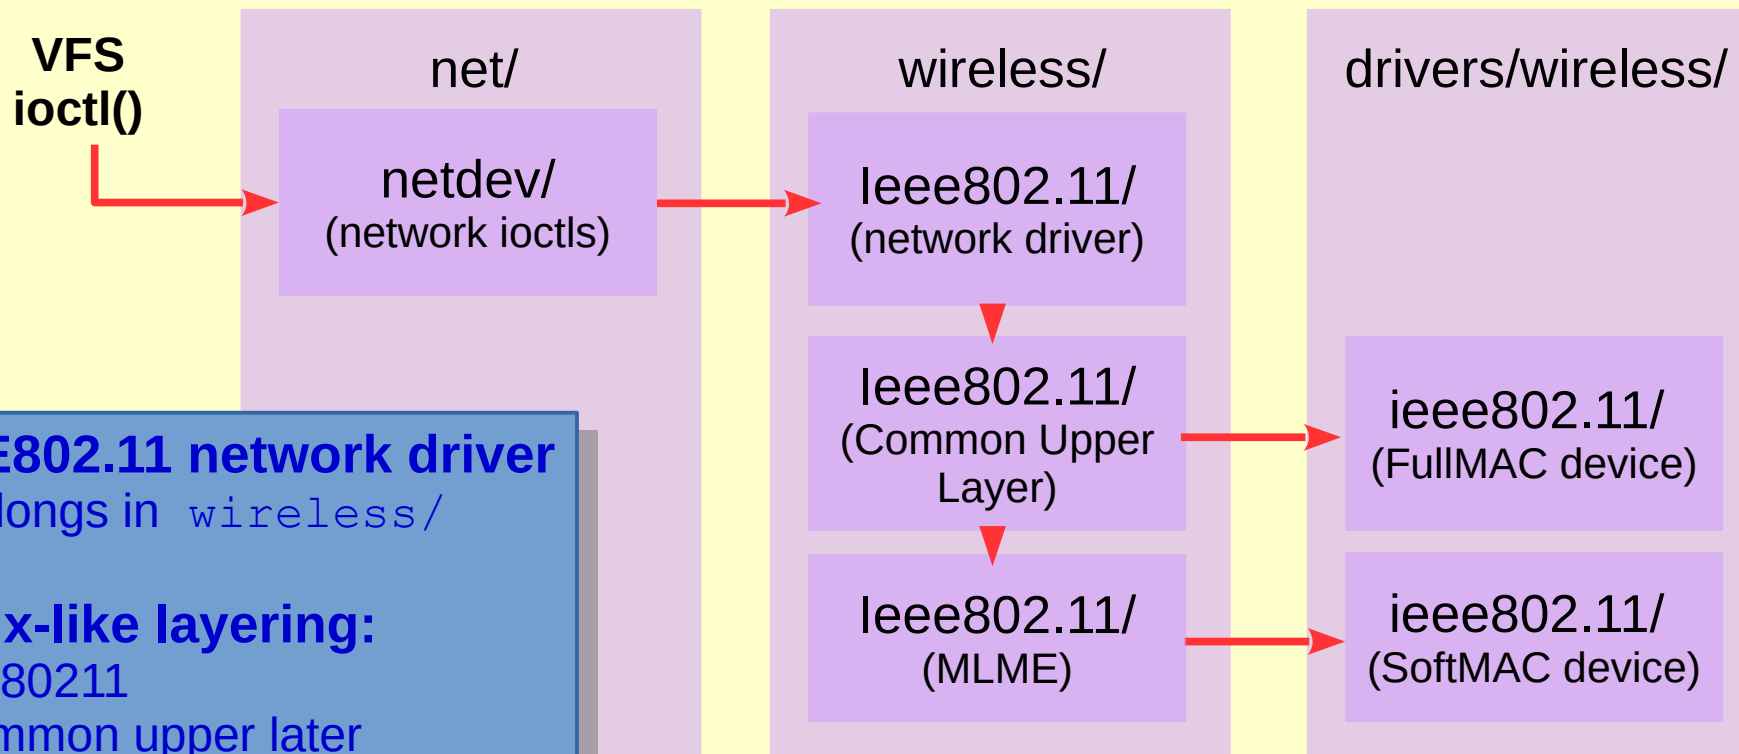 VFS
ioctl()
net/
netdev/
(network ioctls)
wireless/
Ieee802.11/
(network driver)
Ieee802.11/
(Common Upper
Layer)
Ieee802.11/
(MLME)
drivers/wireless/
ieee802.11/
(FullMAC device)
ieee802.11/
(SoftMAC device)
E802.11 network driver
longs in wireless/
x-like layering:
80211
mmon upper later